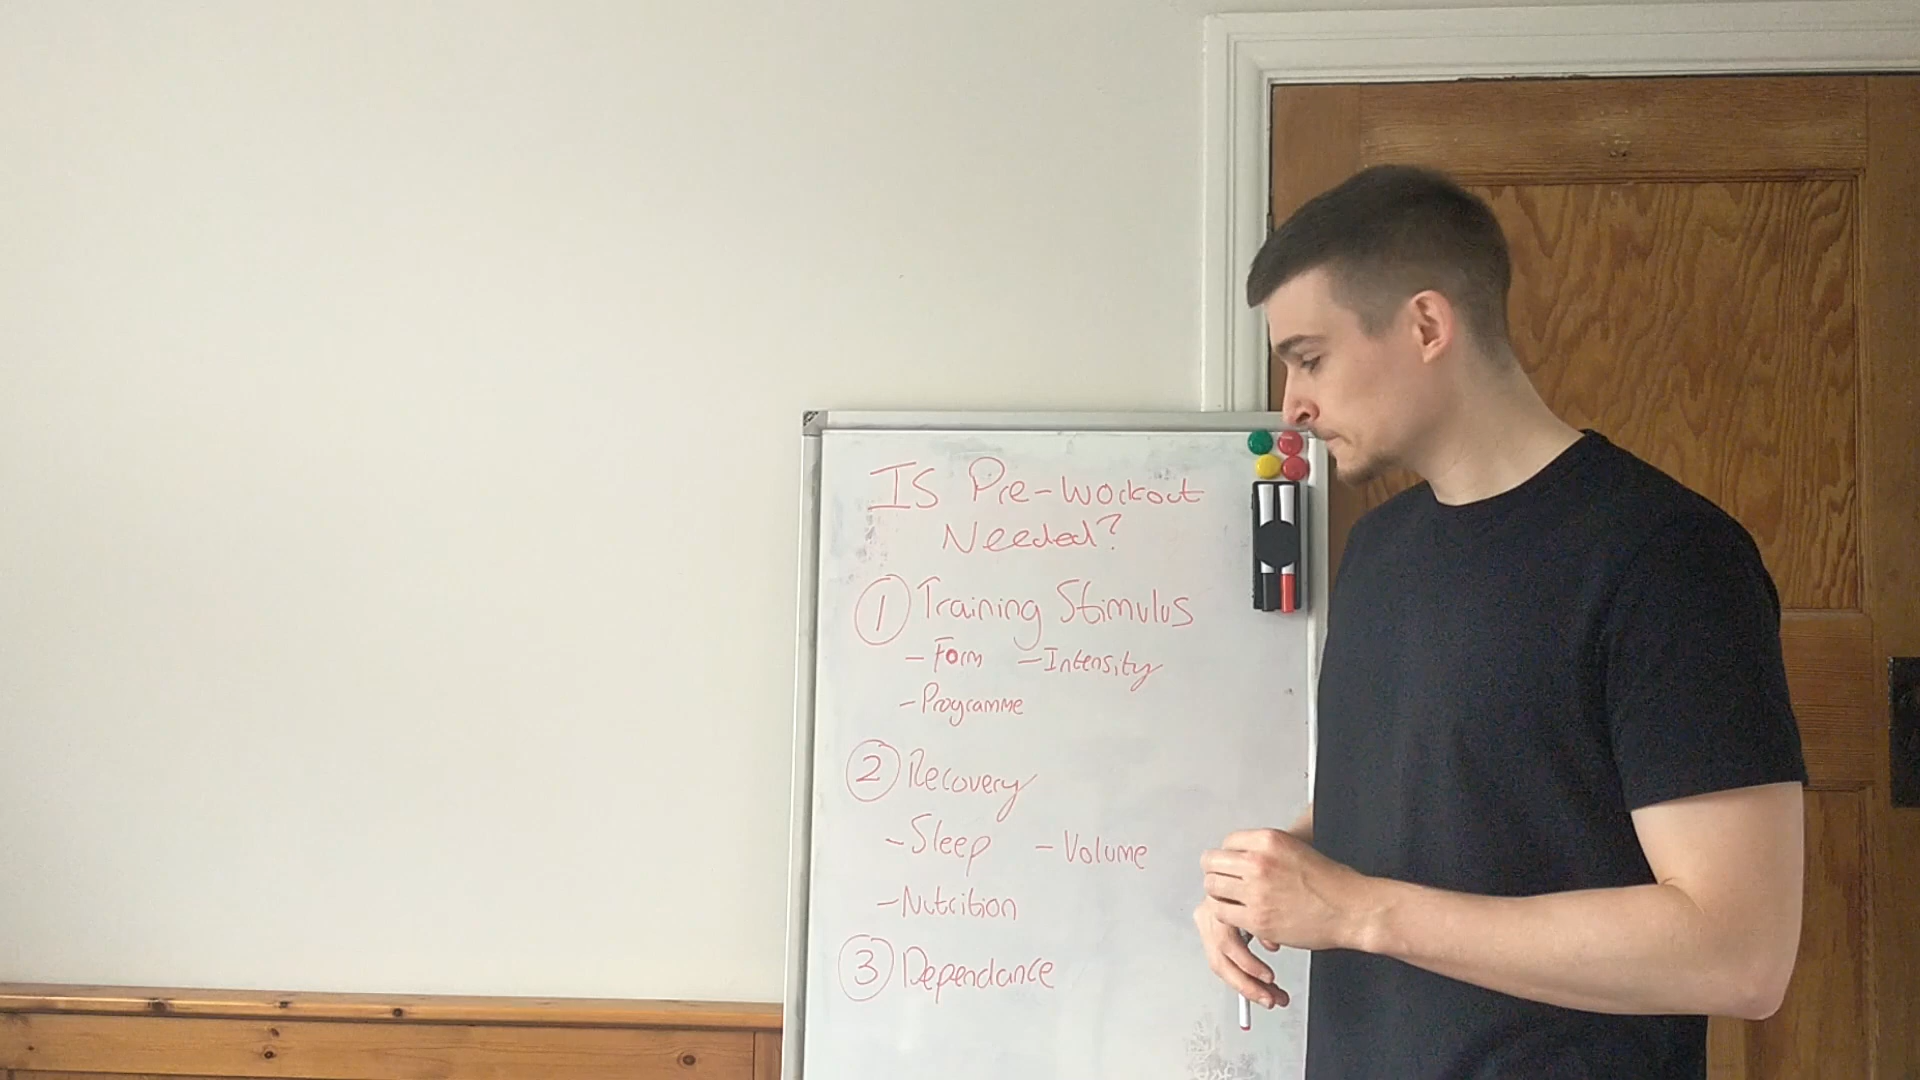 Is Pre-Workout
Needed?
1 Training Stimulus
- Form - Intensity
- Programme
2 Recovery
- Sleep - Volume
- Nutrition
3 Dependance